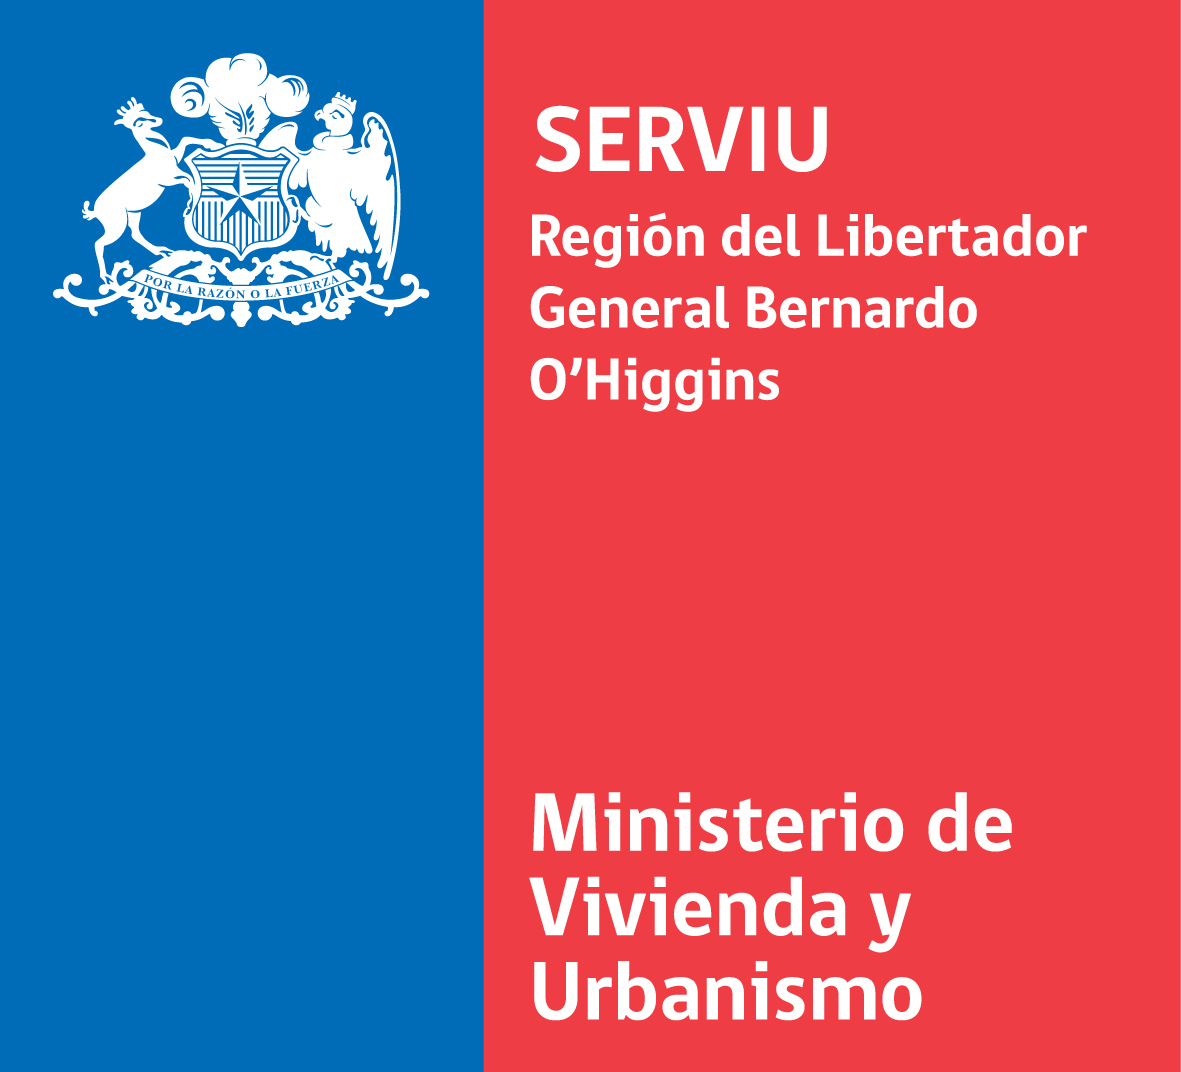 POR LA RAZÓN O LA FUERZA
SERVIU
Región del Libertador
General Bernardo
O’Higgins
Ministerio de
Vivienda y
Urbanismo